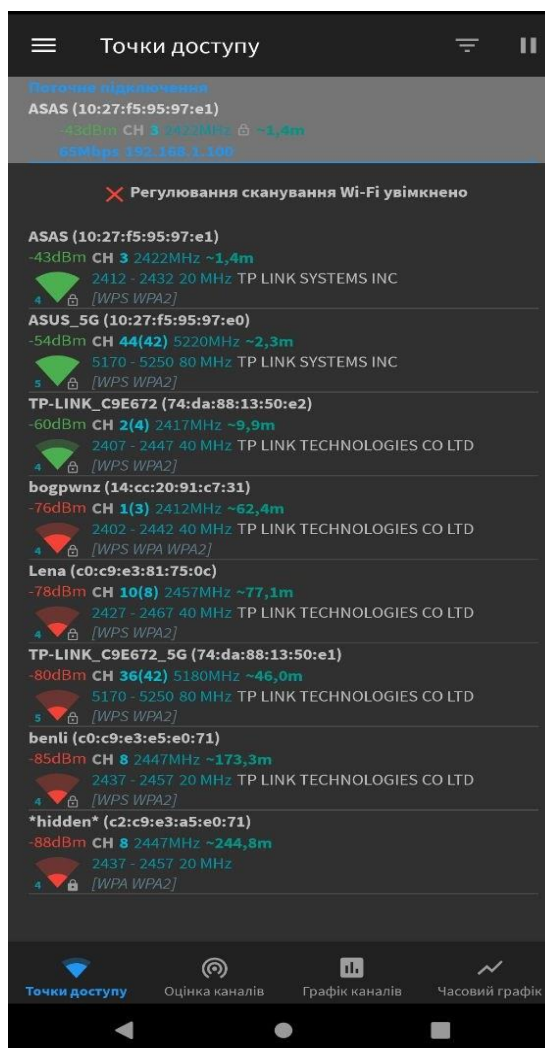 Точки доступу
Поточне підключення
ASAS (10:27:f5:95:97:e1)
-43dBm CH 3 2422MHz ~1,4m
65Mbps 192.168.1.100
Регулювання сканування Wi-Fi увімкнено
ASAS (10:27:f5:95:97:e1)
-43dBm CH 3 2422MHz ~1,4m
2412 - 2432 20 MHz TP LINK SYSTEMS INC
4 [WPS WPA2]
ASUS_5G (10:27:f5:95:97:e0)
-54dBm CH 44(42) 5220MHz ~2,3m
5170 - 5250 80 MHz TP LINK SYSTEMS INC
5 [WPS WPA2]
TP-LINK_C9E672 (74:da:88:13:50:e2)
-60dBm CH 2(4) 2417MHz ~9,9m
2407 - 2447 40 MHz TP LINK TECHNOLOGIES CO LTD
4 [WPS WPA2]
bogpwnz (14:cc:20:91:c7:31)
-76dBm CH 1(3) 2412MHz ~62,4m
2402 - 2442 40 MHz TP LINK TECHNOLOGIES CO LTD
4 [WPS WPA WPA2]
Lena (c0:c9:e3:81:75:0c)
-78dBm CH 10(8) 2457MHz ~77,1m
2427 - 2467 40 MHz TP LINK TECHNOLOGIES CO LTD
4 [WPS WPA2]
TP-LINK_C9E672_5G (74:da:88:13:50:e1)
-80dBm CH 36(42) 5180MHz ~46,0m
5170 - 5250 80 MHz TP LINK TECHNOLOGIES CO LTD
5 [WPS WPA2]
benli (c0:c9:e3:e5:e0:71)
-85dBm CH 8 2447MHz ~173,3m
2437 - 2457 20 MHz TP LINK TECHNOLOGIES CO LTD
4 [WPS WPA2]
*hidden* (c2:c9:e3:a5:e0:71)
-88dBm CH 8 2447MHz ~244,8m
2437 - 2457 20 MHz
4 [WPA WPA2]
Точки доступу Оцінка каналів Графік каналів Часовий графік